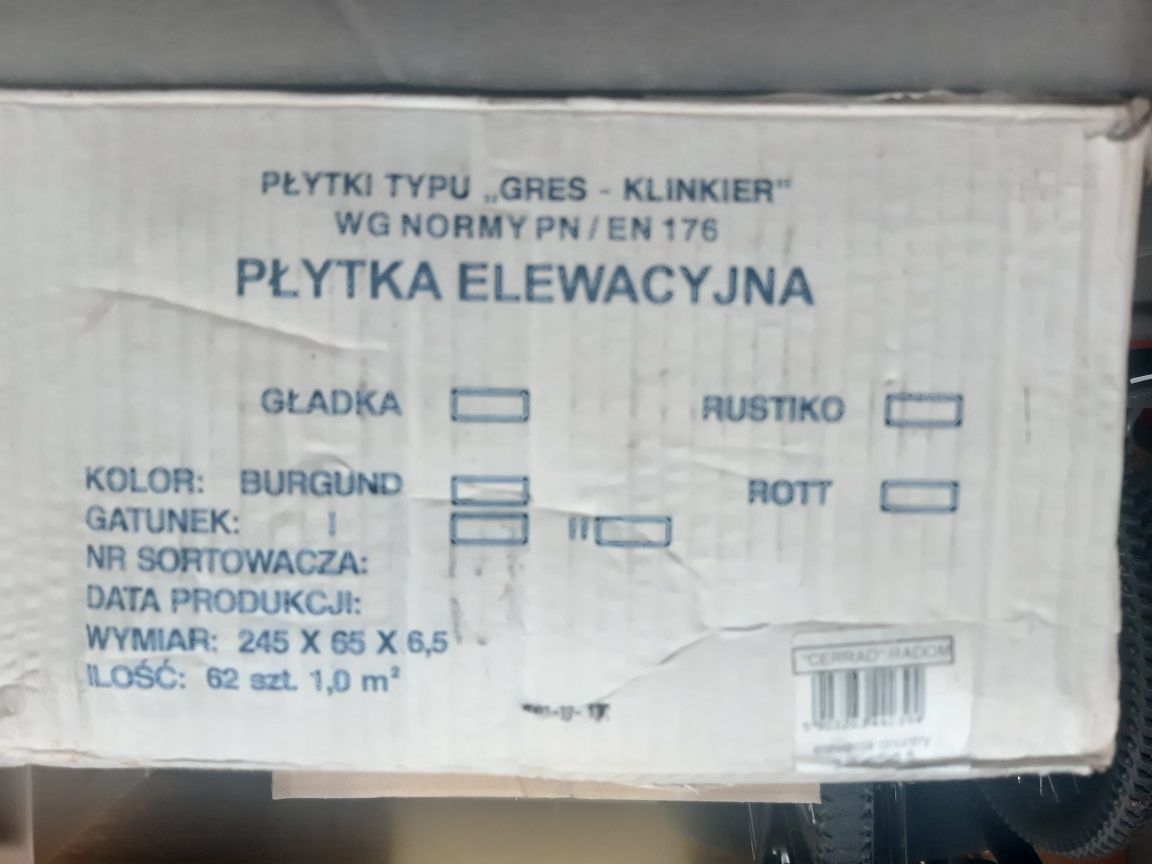 PŁYTKI TYPU „GRES - KLINKIER"
WG NORMY PN / EN 176
PŁYTKA ELEWACYJNA
GŁADKA RUSTIKO
KOLOR: BURGUND ROTT
GATUNEK: I II
NR SORTOWACZA:
DATA PRODUKCJI:
WYMIAR: 245 X 65 X 6,5
ILOŚĆ: 62 szt. 1,0 m²
"CERRAD" RADOM